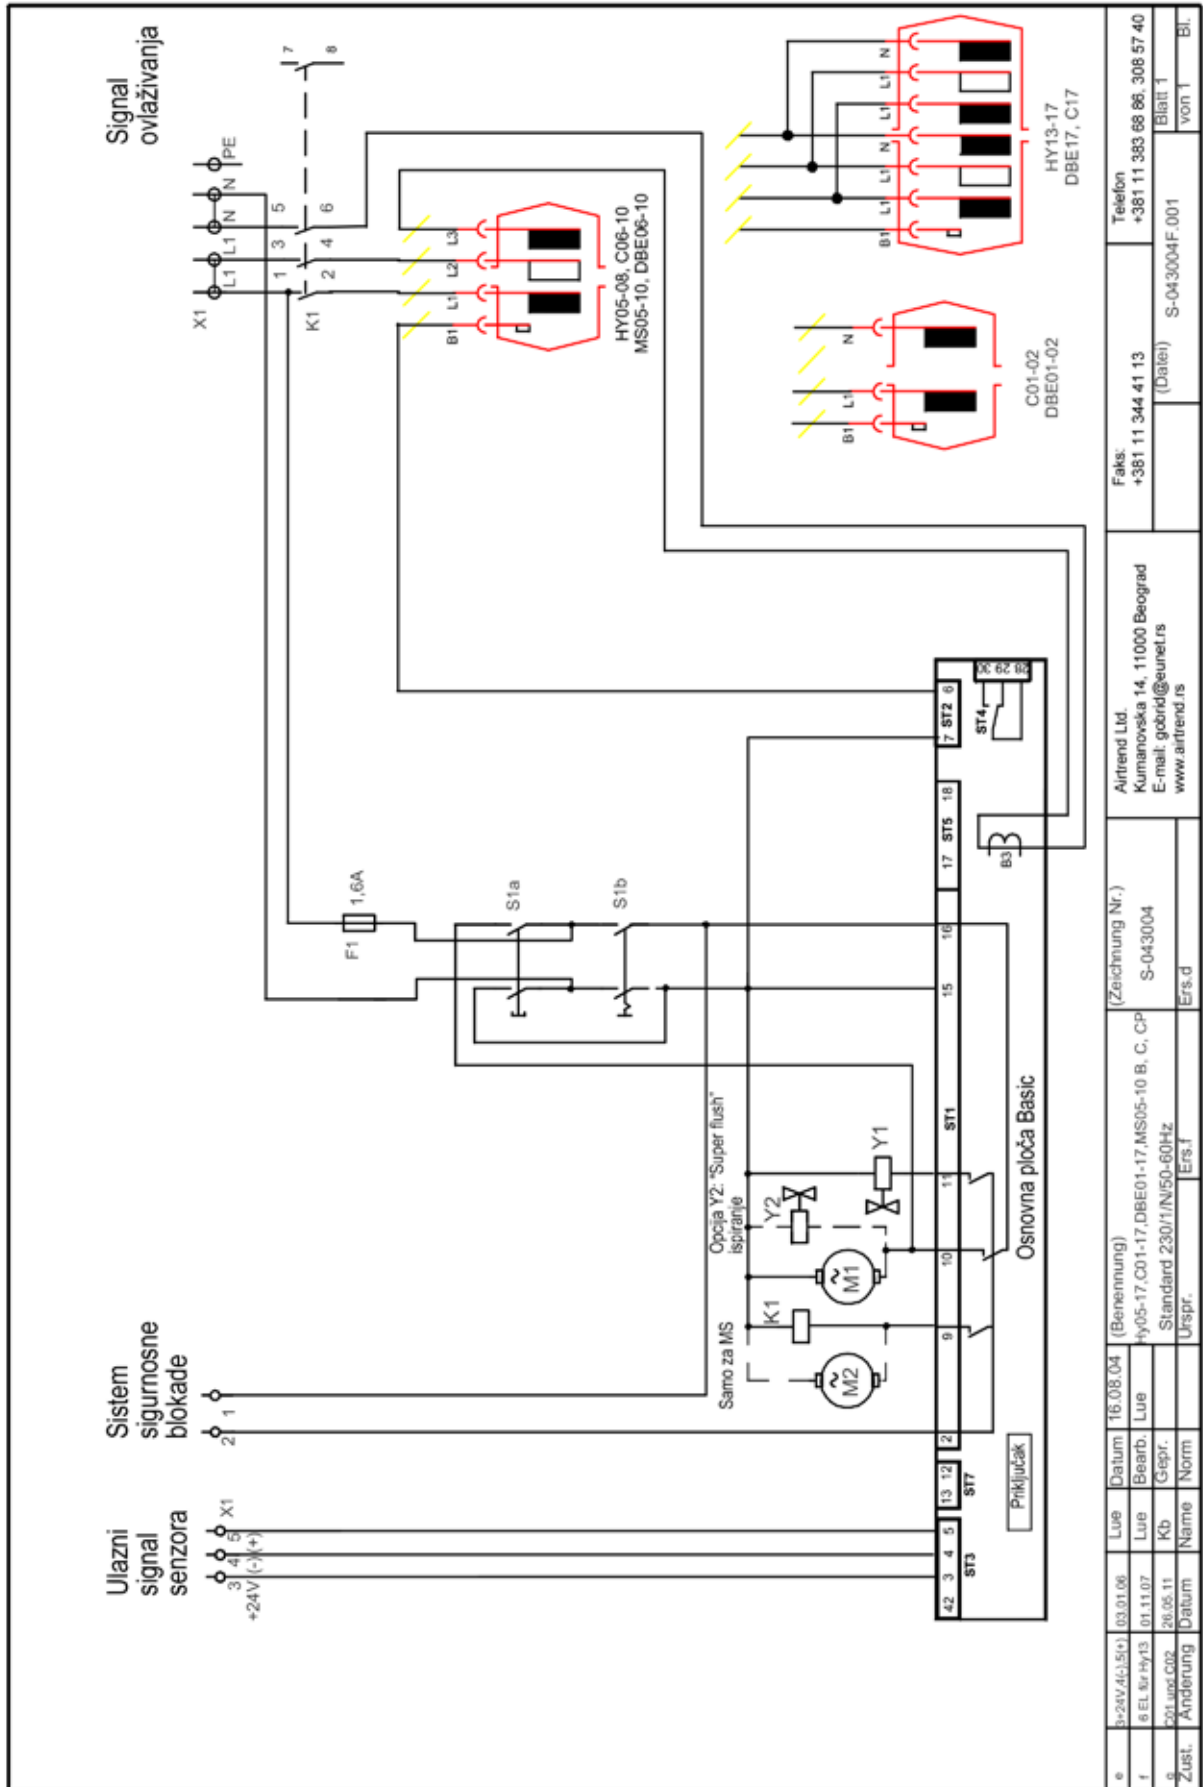 Ulazni
signal
senzora
Sistem
sigurnosne
blokade
Signal
ovlaživanja
3 4 5 X1
+24V (-) (+)
2 1
X1
L1 L1 N N PE
1 3 5
2 4 6
K1
7
8
B1 L1 L2 L3
HY05-08, C06-10
MS05-10, DBE06-10
B1 L1 N
C01-02
DBE01-02
B1 L1 L1 N L1 L1 N
HY13-17
DBE17, C17
F1 1,6A
S1a
S1b
Samo za MS
Opcija Y2: "Super flush"
ispiranje
K1
Y2
Y1
M2
~
M1
~
42 3 4 5
ST3
13 12
ST7
2 9 10 11 ST1 15 16
17 ST5 18
7 ST2 6
ST4
30 29 28
B3
Priključak
Osnovna ploča Basic
e 3+24V,4(-),5(+) 03.01.06 Lue Datum 16.08.04
f 6 EL für Hy13 01.11.07 Lue Bearb. Lue
g C01 und C02 26.05.11 Kb Gepr.
Zust. Änderung Datum Name Norm
(Benennung)
Hy05-17,C01-17,DBE01-17,MS05-10 B, C, CP
Standard 230/1/N/50-60Hz
Urspr. Ers.f Ers.d
(Zeichnung Nr.)
S-043004
Airtrend Ltd.
Kumanovska 14, 11000 Beograd
E-mail: gobrid@eunet.rs
www.airtrend.rs
Faks:
+381 11 344 41 13
Telefon
+381 11 383 68 86, 308 57 40
(Datei)
S-043004F.001
Blatt 1
von 1 Bl.